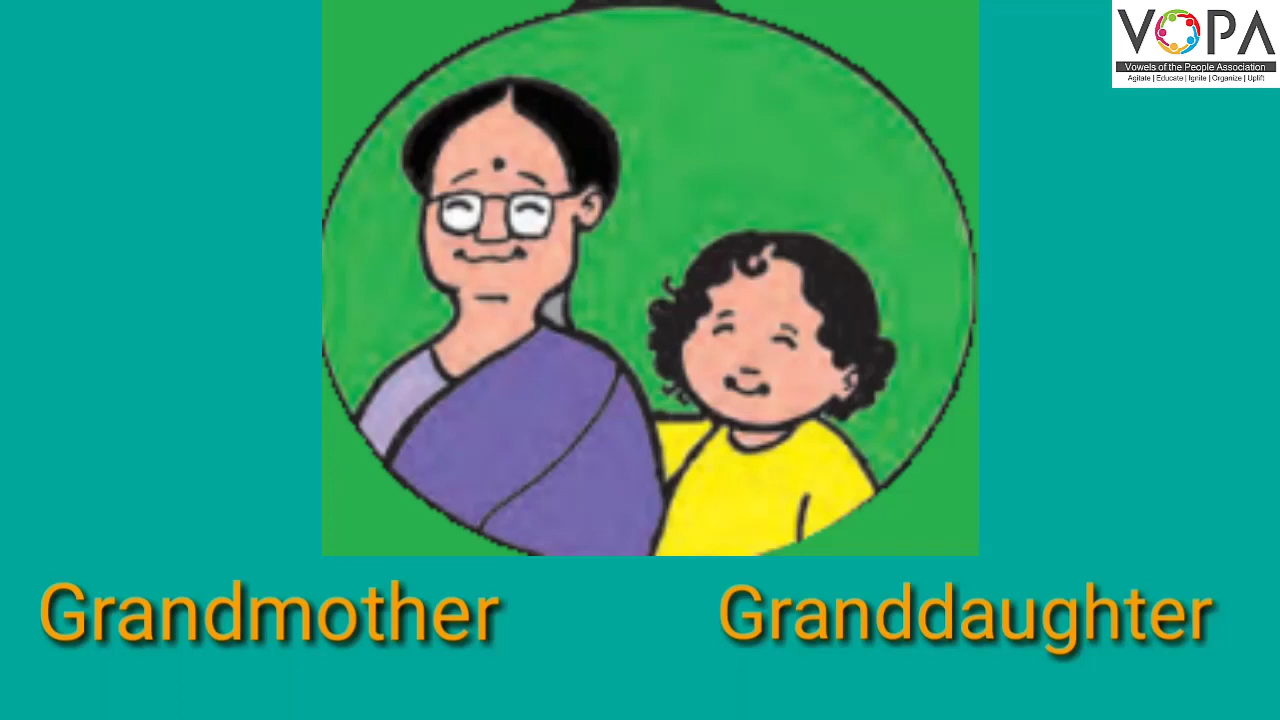 VOPA
Vowels of the People Association
Agitate | Educate | Ignite | Organize | Uplift
Grandmother
Granddaughter